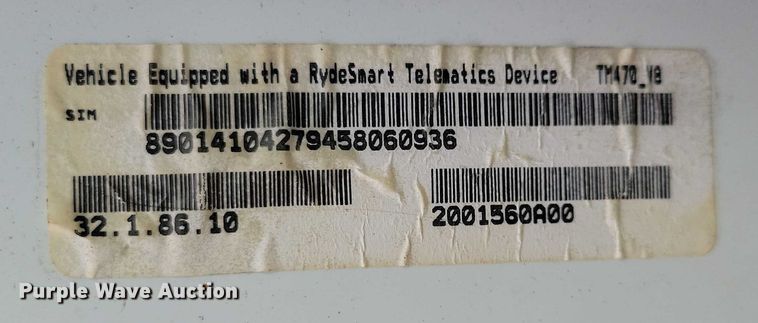 Vehicle Equipped with a RydeSmart Telematics Device TM470_V8
SIM
89014104279458060936
32.1.86.10
2001560A00
Purple Wave Auction